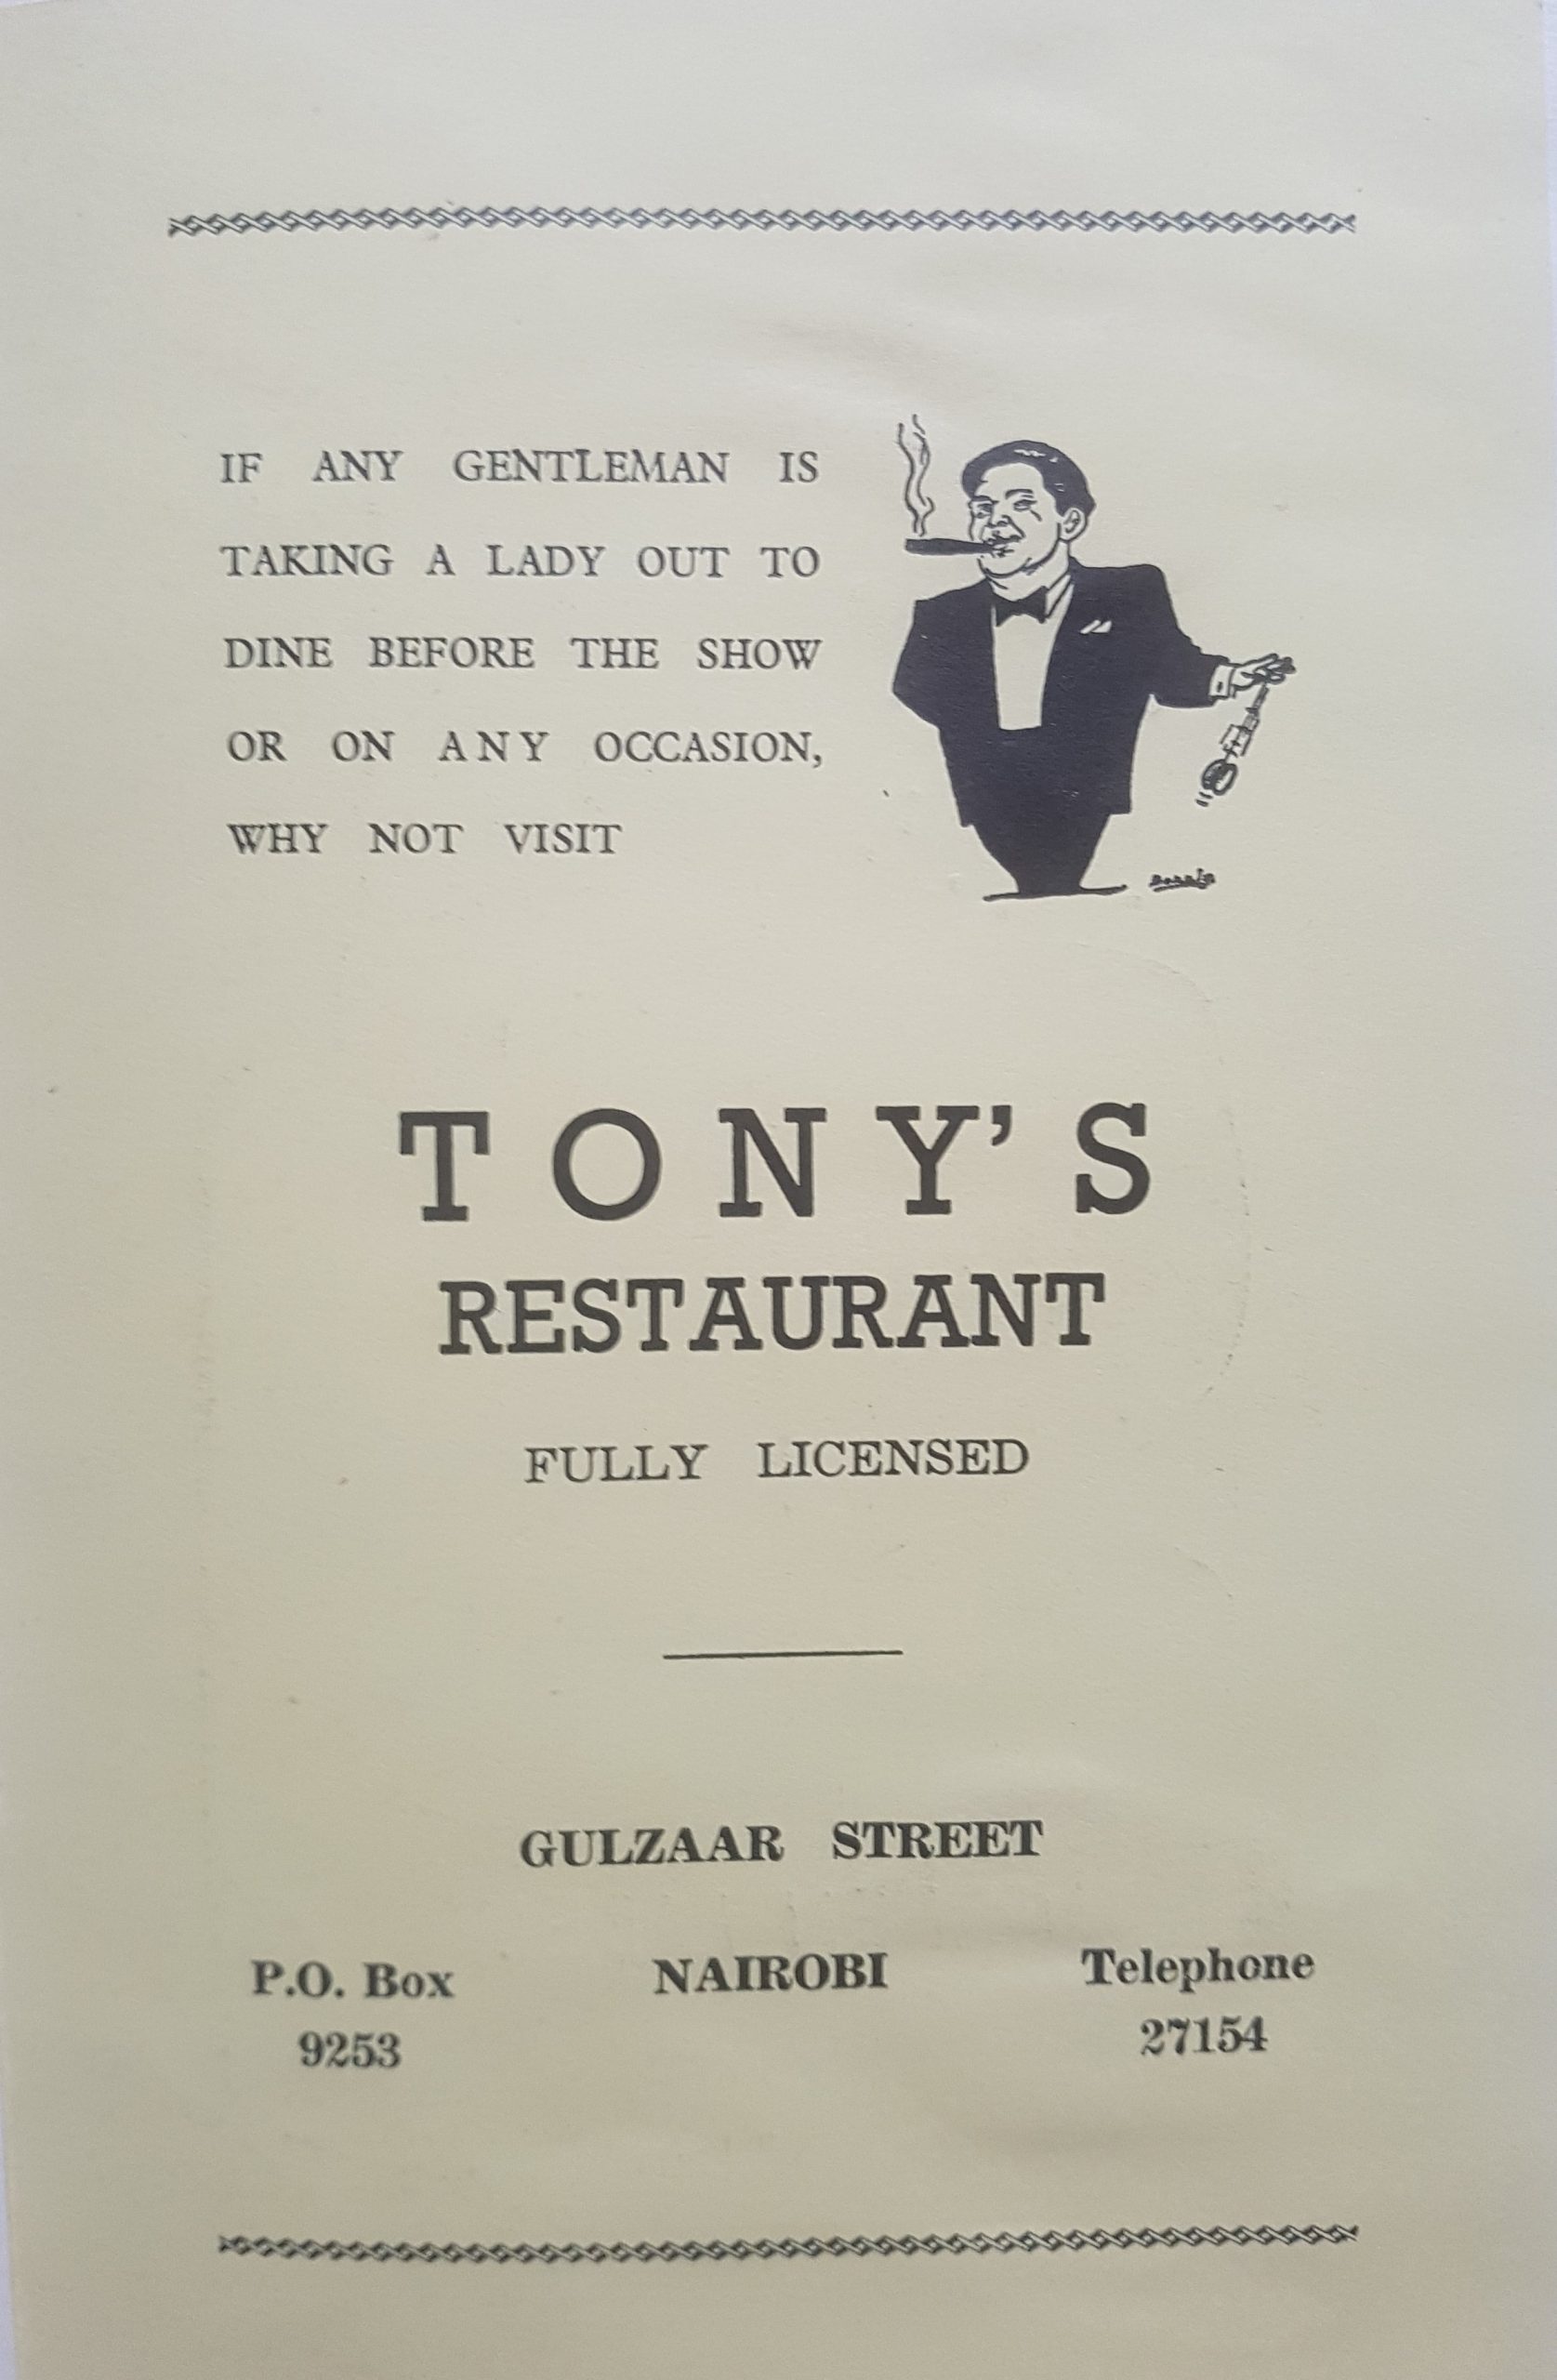 IF ANY GENTLEMAN IS
TAKING A LADY OUT TO
DINE BEFORE THE SHOW
OR ON ANY OCCASION,
WHY NOT VISIT
TONY'S
RESTAURANT
FULLY LICENSED
GULZAAR STREET
P.O. Box NAIROBI Telephone
9253 27154